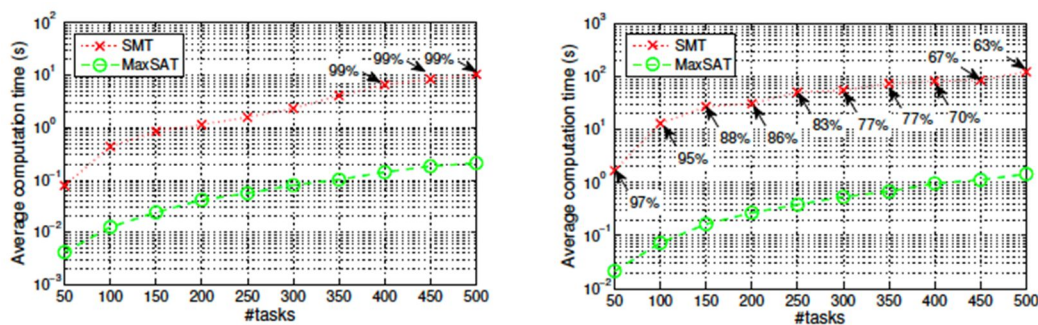 Average computation time (s)
10^2
10^1
10^0
10^-1
10^-2
10^-3
SMT
MaxSAT
99%
99%
99%
50 100 150 200 250 300 350 400 450 500
#tasks
Average computation time (s)
10^3
10^2
10^1
10^0
10^-1
10^-2
SMT
MaxSAT
97%
95%
88%
86%
83%
77%
77%
70%
67%
63%
50 100 150 200 250 300 350 400 450 500
#tasks